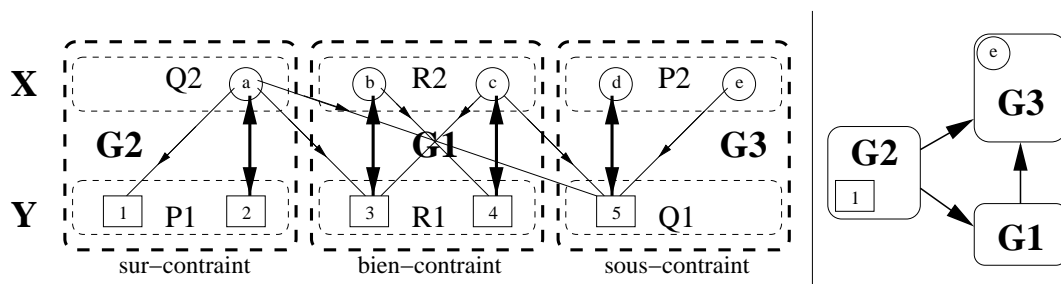 X Q2 a b R2 c d P2 e
G2 G1 G3
Y 1 P1 2 3 R1 4 5 Q1
sur−contraint bien−contraint sous−contraint
e
G3
G2
1
G1